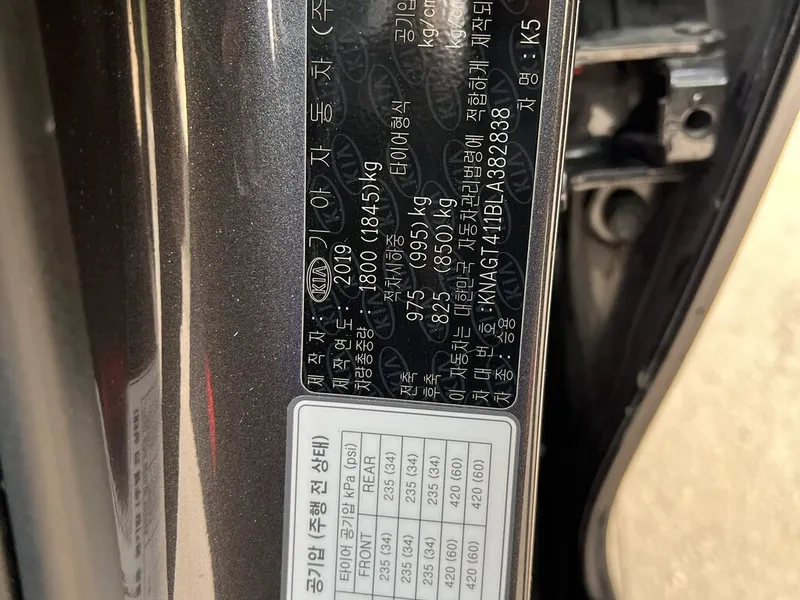 제 작 자 : KIA 기 아 자 동 차 (주
제 작 연 도 : 2019
차량총중량 : 1800 (1845)kg
적차시하중 타이어형식 공기압
전축 975 (995) kg kg/cm
후축 825 (850) kg kg/cm
이 자동차는 대한민국 자동차관리법령에 적합하게 제작되
차 대 번 호 : KNAGT411BLA382838
차 종 : 승용 차 명 : K5
공기압 (주행 전 상태)
타이어 공기압 kPa (psi)
FRONT REAR
235 (34) 235 (34)
235 (34) 235 (34)
235 (34) 235 (34)
420 (60) 420 (60)
420 (60) 420 (60)